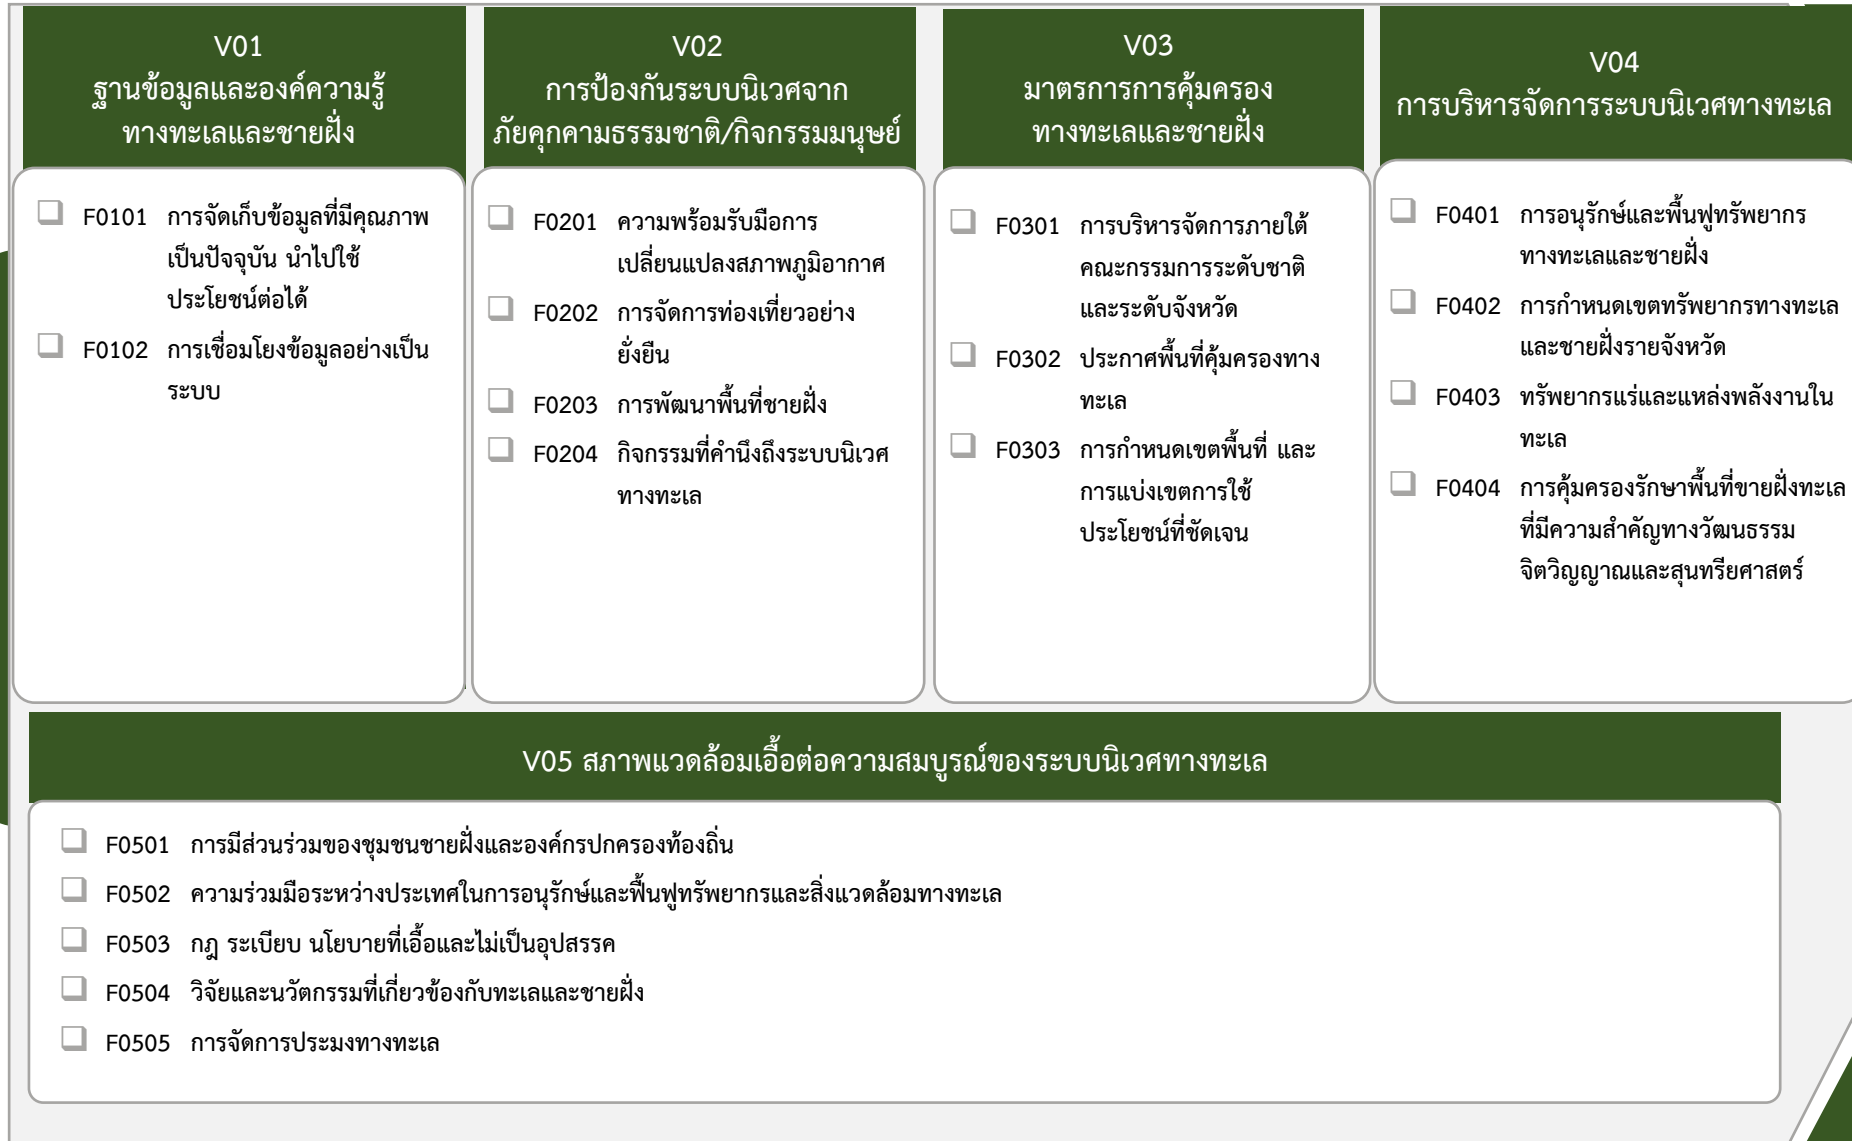 V01
ฐานข้อมูลและองค์ความรู้
ทางทะเลและชายฝั่ง
F0101 การจัดเก็บข้อมูลที่มีคุณภาพ
เป็นปัจจุบัน นำไปใช้
ประโยชน์ต่อได้
F0102 การเชื่อมโยงข้อมูลอย่างเป็น
ระบบ
V02
การป้องกันระบบนิเวศจาก
ภัยคุกคามธรรมชาติ/กิจกรรมมนุษย์
F0201 ความพร้อมรับมือการ
เปลี่ยนแปลงสภาพภูมิอากาศ
F0202 การจัดการท่องเที่ยวอย่าง
ยั่งยืน
F0203 การพัฒนาพื้นที่ชายฝั่ง
F0204 กิจกรรมที่คำนึงถึงระบบนิเวศ
ทางทะเล
V03
มาตรการการคุ้มครอง
ทางทะเลและชายฝั่ง
F0301 การบริหารจัดการภายใต้
คณะกรรมการระดับชาติ
และระดับจังหวัด
F0302 ประกาศพื้นที่คุ้มครองทาง
ทะเล
F0303 การกำหนดเขตพื้นที่ และ
การแบ่งเขตการใช้
ประโยชน์ที่ชัดเจน
V04
การบริหารจัดการระบบนิเวศทางทะเล
F0401 การอนุรักษ์และพื้นฟูทรัพยากร
ทางทะเลและชายฝั่ง
F0402 การกำหนดเขตทรัพยากรทางทะเล
และชายฝั่งรายจังหวัด
F0403 ทรัพยากรแร่และแหล่งพลังงานใน
ทะเล
F0404 การคุ้มครองรักษาพื้นที่ขายฝั่งทะเล
ที่มีความสำคัญทางวัฒนธรรม
จิตวิญญาณและสุนทรียศาสตร์
V05 สภาพแวดล้อมเอื้อต่อความสมบูรณ์ของระบบนิเวศทางทะเล
F0501 การมีส่วนร่วมของชุมชนชายฝั่งและองค์กรปกครองท้องถิ่น
F0502 ความร่วมมือระหว่างประเทศในการอนุรักษ์และฟื้นฟูทรัพยากรและสิ่งแวดล้อมทางทะเล
F0503 กฎ ระเบียบ นโยบายที่เอื้อและไม่เป็นอุปสรรค
F0504 วิจัยและนวัตกรรมที่เกี่ยวข้องกับทะเลและชายฝั่ง
F0505 การจัดการประมงทางทะเล